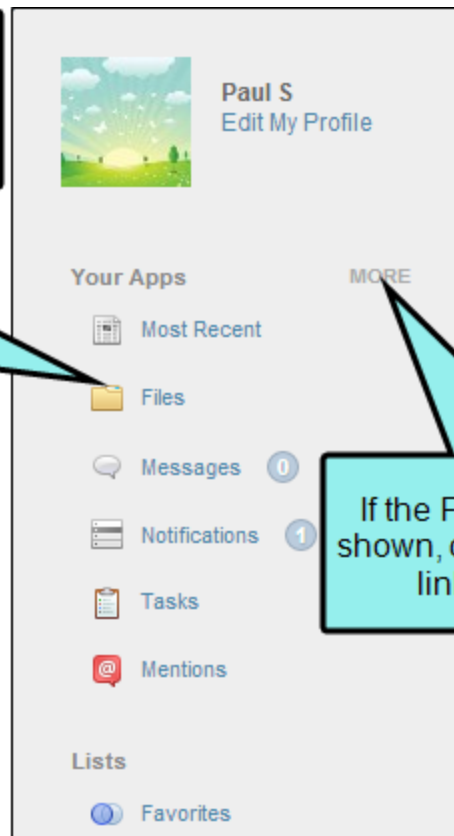 Paul S
Edit My Profile
Your Apps MORE
Most Recent
Files
Messages 0
Notifications 1
If the
shown,
Tasks
Mentions
Lists
Favorites